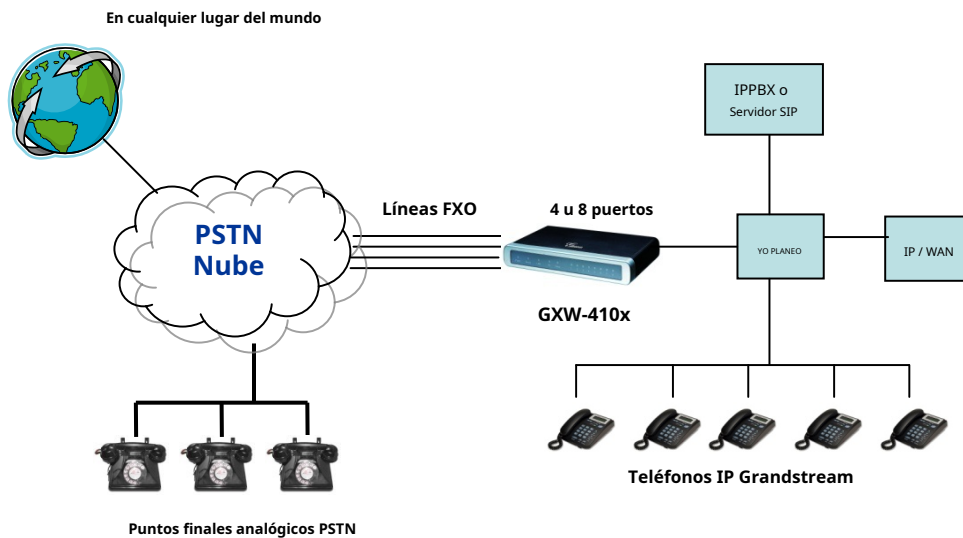 En cualquier lugar del mundo
IPPBX o
Servidor SIP
Líneas FXO
4 u 8 puertos
PSTN
Nube
YO PLANEO
IP / WAN
GXW-410x
Teléfonos IP Grandstream
Puntos finales analógicos PSTN